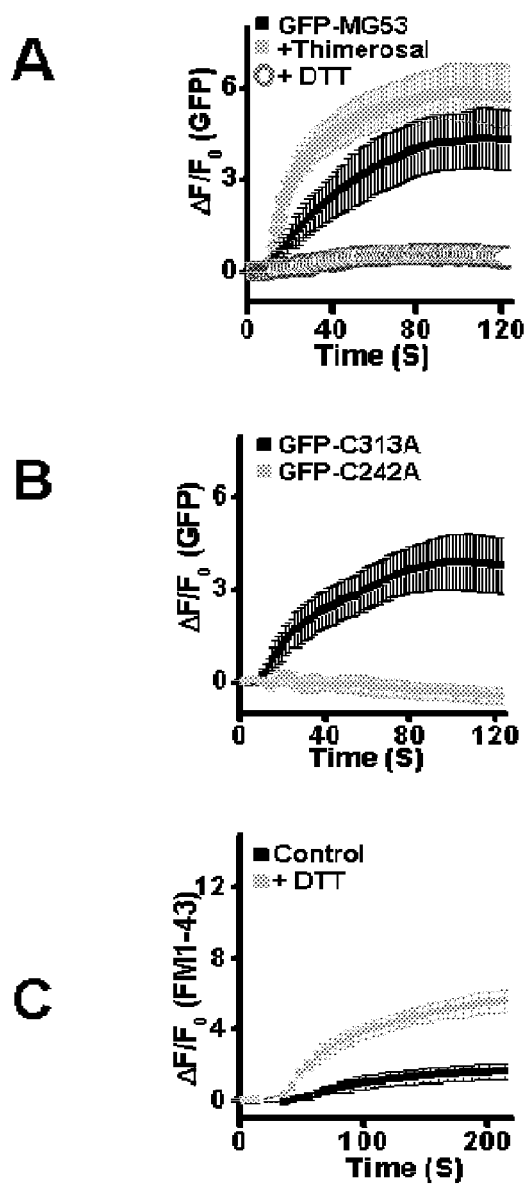 A
GFP-MG53
+Thimerosal
+ DTT
ΔF/F0 (GFP)
6
3
0
0 40 80 120
Time (S)
B
GFP-C313A
GFP-C242A
ΔF/F0 (GFP)
6
3
0
0 40 80 120
Time (S)
C
Control
+ DTT
ΔF/F0 (FM1-43)
12
8
4
0
0 100 200
Time (S)